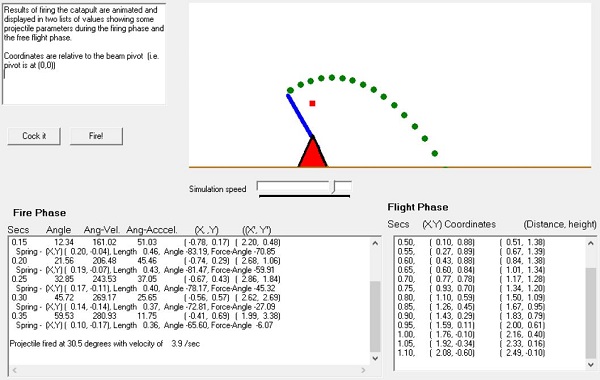 Results of firing the catapult are animated and
displayed in two lists of values showing some
projectile parameters during the firing phase and
the free flight phase.
Coordinates are relative to the beam pivot (i.e.
pivot is at (0,0))
Cock it
Fire!
Simulation speed
Fire Phase
Secs Angle Ang-Vel. Ang-Acccel. (X ,Y) ((X', Y')
0.15 12.34 161.02 51.03 ( -0.78, 0.17) ( 2.20, 0.48)
Spring - (X,Y) ( 0.20, -0.04), Length 0.46, Angle -83.19, Force-Angle -70.85
0.20 21.56 206.48 45.46 ( -0.74, 0.29) ( 2.68, 1.06)
Spring - (X,Y) ( 0.19, -0.07), Length 0.43, Angle -81.47, Force-Angle -59.91
0.25 32.85 243.53 37.05 ( -0.67, 0.43) ( 2.86, 1.84)
Spring - (X,Y) ( 0.17, -0.11), Length 0.40, Angle -78.17, Force-Angle -45.32
0.30 45.72 269.17 25.65 ( -0.56, 0.57) ( 2.62, 2.69)
Spring - (X,Y) ( 0.14, -0.14), Length 0.37, Angle -72.81, Force-Angle -27.09
0.35 59.53 280.93 11.75 ( -0.41, 0.69) ( 1.99, 3.38)
Spring - (X,Y) ( 0.10, -0.17), Length 0.36, Angle -65.60, Force-Angle -6.07
Projectile fired at 30.5 degrees with velocity of 3.9 /sec
Flight Phase
Secs (X,Y) Coordinates (Distance, height)
0.50, ( 0.10, 0.88) ( 0.51, 1.38)
0.55, ( 0.27, 0.89) ( 0.67, 1.39)
0.60, ( 0.43, 0.88) ( 0.84, 1.38)
0.65, ( 0.60, 0.84) ( 1.01, 1.34)
0.70, ( 0.77, 0.78) ( 1.17, 1.28)
0.75, ( 0.93, 0.70) ( 1.34, 1.20)
0.80, ( 1.10, 0.59) ( 1.50, 1.09)
0.85, ( 1.26, 0.45) ( 1.67, 0.95)
0.90, ( 1.43, 0.29) ( 1.83, 0.79)
0.95, ( 1.59, 0.11) ( 2.00, 0.61)
1.00, ( 1.76, -0.10) ( 2.16, 0.40)
1.05, ( 1.92, -0.34) ( 2.33, 0.16)
1.10, ( 2.08, -0.60) ( 2.49, -0.10)